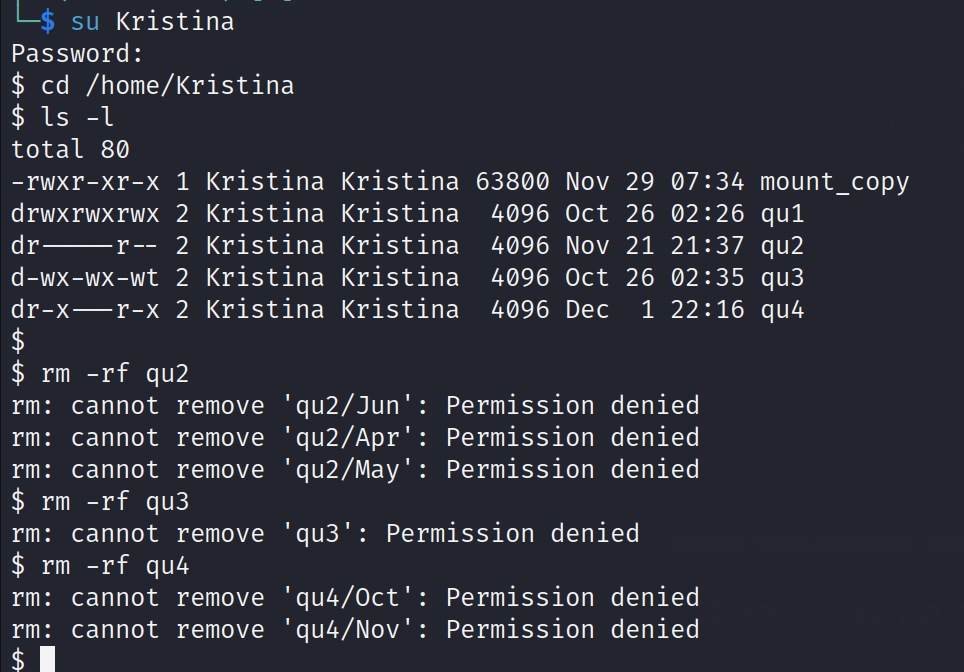 └─$ su Kristina
Password:
$ cd /home/Kristina
$ ls -l
total 80
-rwxr-xr-x 1 Kristina Kristina 63800 Nov 29 07:34 mount_copy
drwxrwxrwx 2 Kristina Kristina  4096 Oct 26 02:26 qu1
dr-----r-- 2 Kristina Kristina  4096 Nov 21 21:37 qu2
d-wx-wx-wt 2 Kristina Kristina  4096 Oct 26 02:35 qu3
dr-x---r-x 2 Kristina Kristina  4096 Dec  1 22:16 qu4
$
$ rm -rf qu2
rm: cannot remove 'qu2/Jun': Permission denied
rm: cannot remove 'qu2/Apr': Permission denied
rm: cannot remove 'qu2/May': Permission denied
$ rm -rf qu3
rm: cannot remove 'qu3': Permission denied
$ rm -rf qu4
rm: cannot remove 'qu4/Oct': Permission denied
rm: cannot remove 'qu4/Nov': Permission denied
$